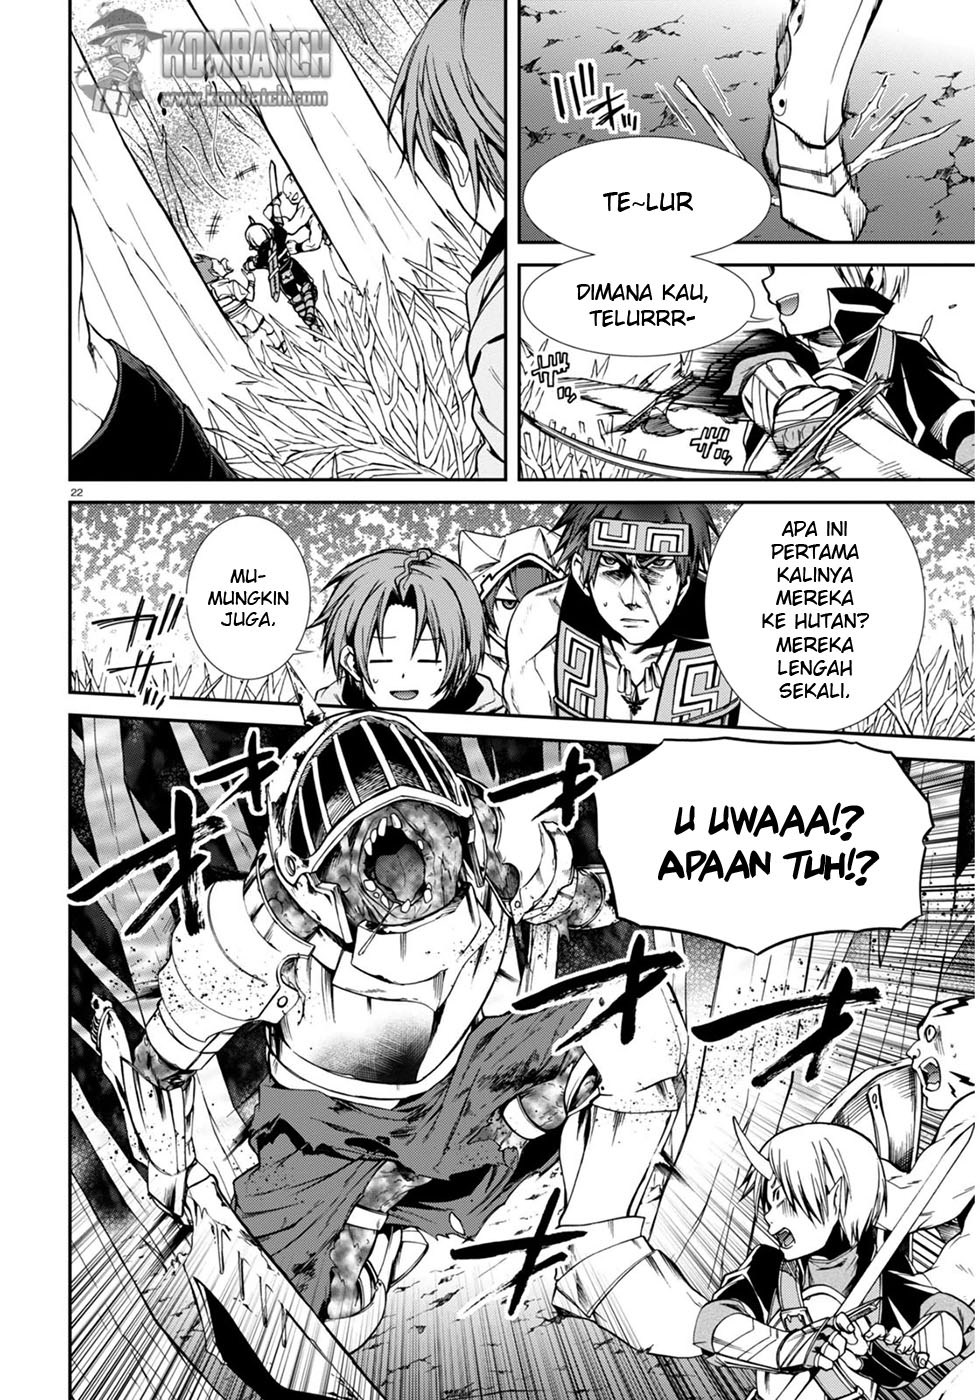 KOMBATCH
www.kombatch.com
TE~LUR
DIMANA KAU,
TELURRR-
22
APA INI
PERTAMA
KALINYA
MEREKA
KE HUTAN?
MEREKA
LENGAH
SEKALI.
MU-
MUNGKIN
JUGA.
U UWAAA!?
APAAN TUH!?